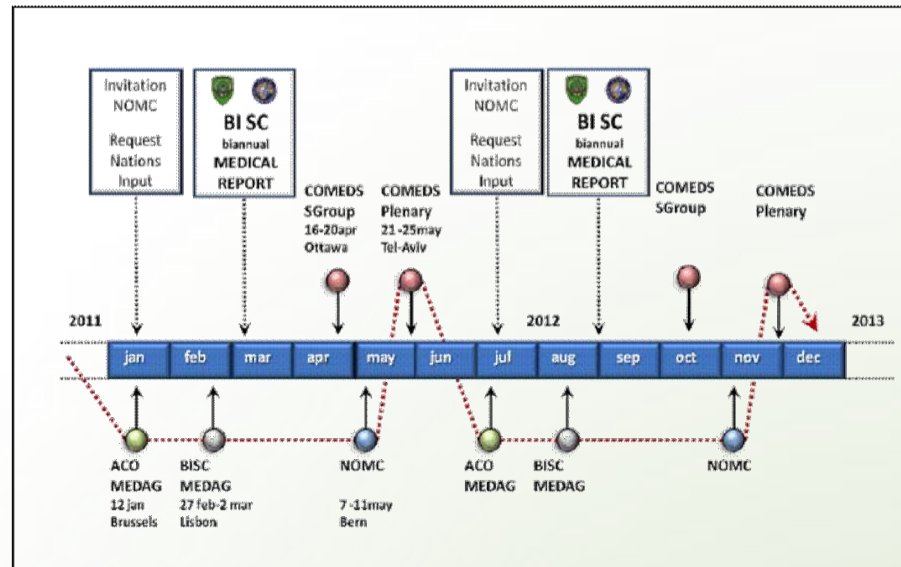 Invitation
NOMC
Request
Nations
Input
BI SC
biannual
MEDICAL
REPORT
COMEDS
SGroup
16-20apr
Ottawa
COMEDS
Plenary
21-25may
Tel-Aviv
Invitation
NOMC
Request
Nations
Input
BI SC
biannual
MEDICAL
REPORT
COMEDS
SGroup
COMEDS
Plenary
2011
2012
2013
jan
feb
mar
apr
may
jun
jul
aug
sep
oct
nov
dec
ACO
MEDAG
12 jan
Brussels
BISC
MEDAG
27 feb-2 mar
Lisbon
NOMC
7-11may
Bern
ACO
MEDAG
BISC
MEDAG
NOMC